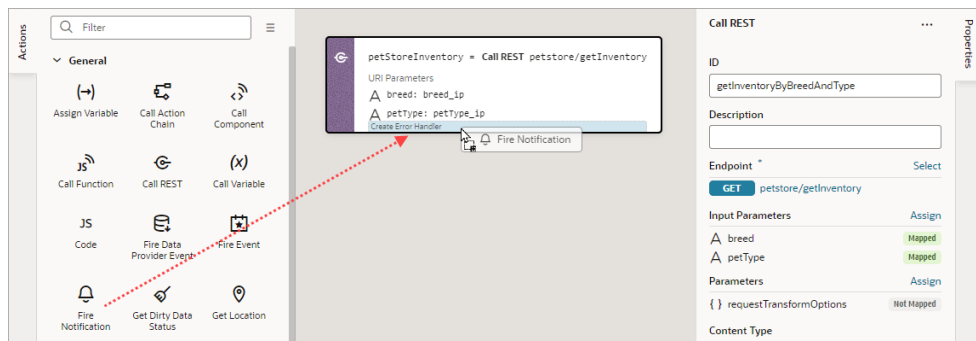 Actions
Filter
General
Assign Variable
Call Action
Chain
Call
Component
JS
Call Function
Call REST
(x)
Call Variable
JS
Code
Fire Data
Provider Event
Fire Event
Fire
Notification
Get Dirty Data
Status
Get Location
petStoreInventory = Call REST petstore/getInventory
URI Parameters
A breed: breed_ip
A petType: petType_ip
Create Error Handler
Fire Notification
Call REST
...
Properties
ID
getInventoryByBreedAndType
Description
Endpoint * Select
GET petstore/getInventory
Input Parameters Assign
A breed Mapped
A petType Mapped
Parameters Assign
{ } requestTransformOptions Not Mapped
Content Type